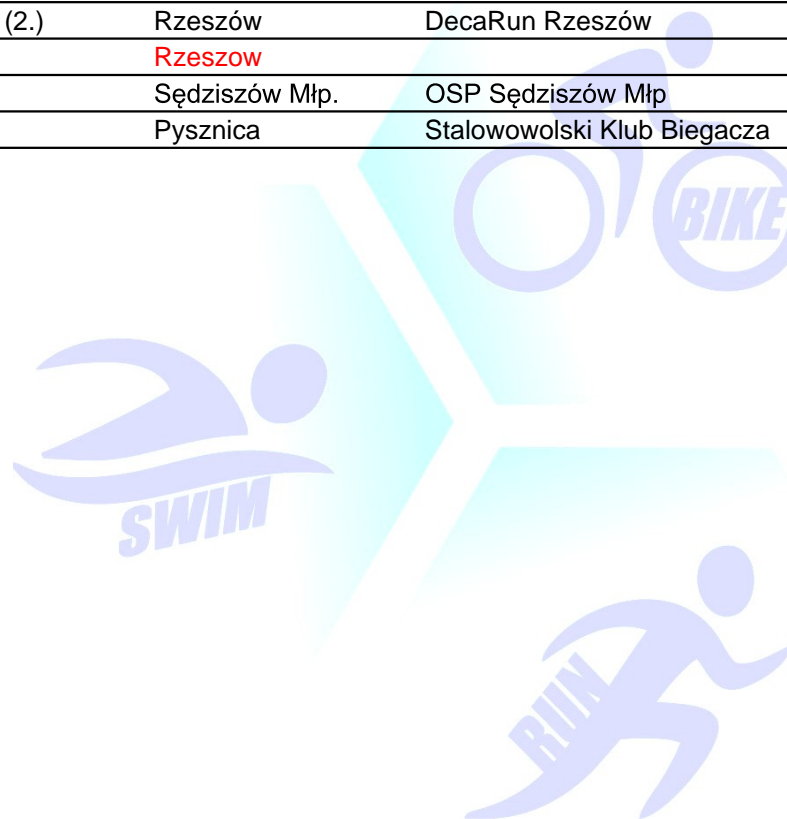 (2.) Rzeszów DecaRun Rzeszów
Rzeszow
Sędziszów Młp. OSP Sędziszów Młp
Pysznica Stalowowolski Klub Biegacza
BIKE
SWIM
RUN